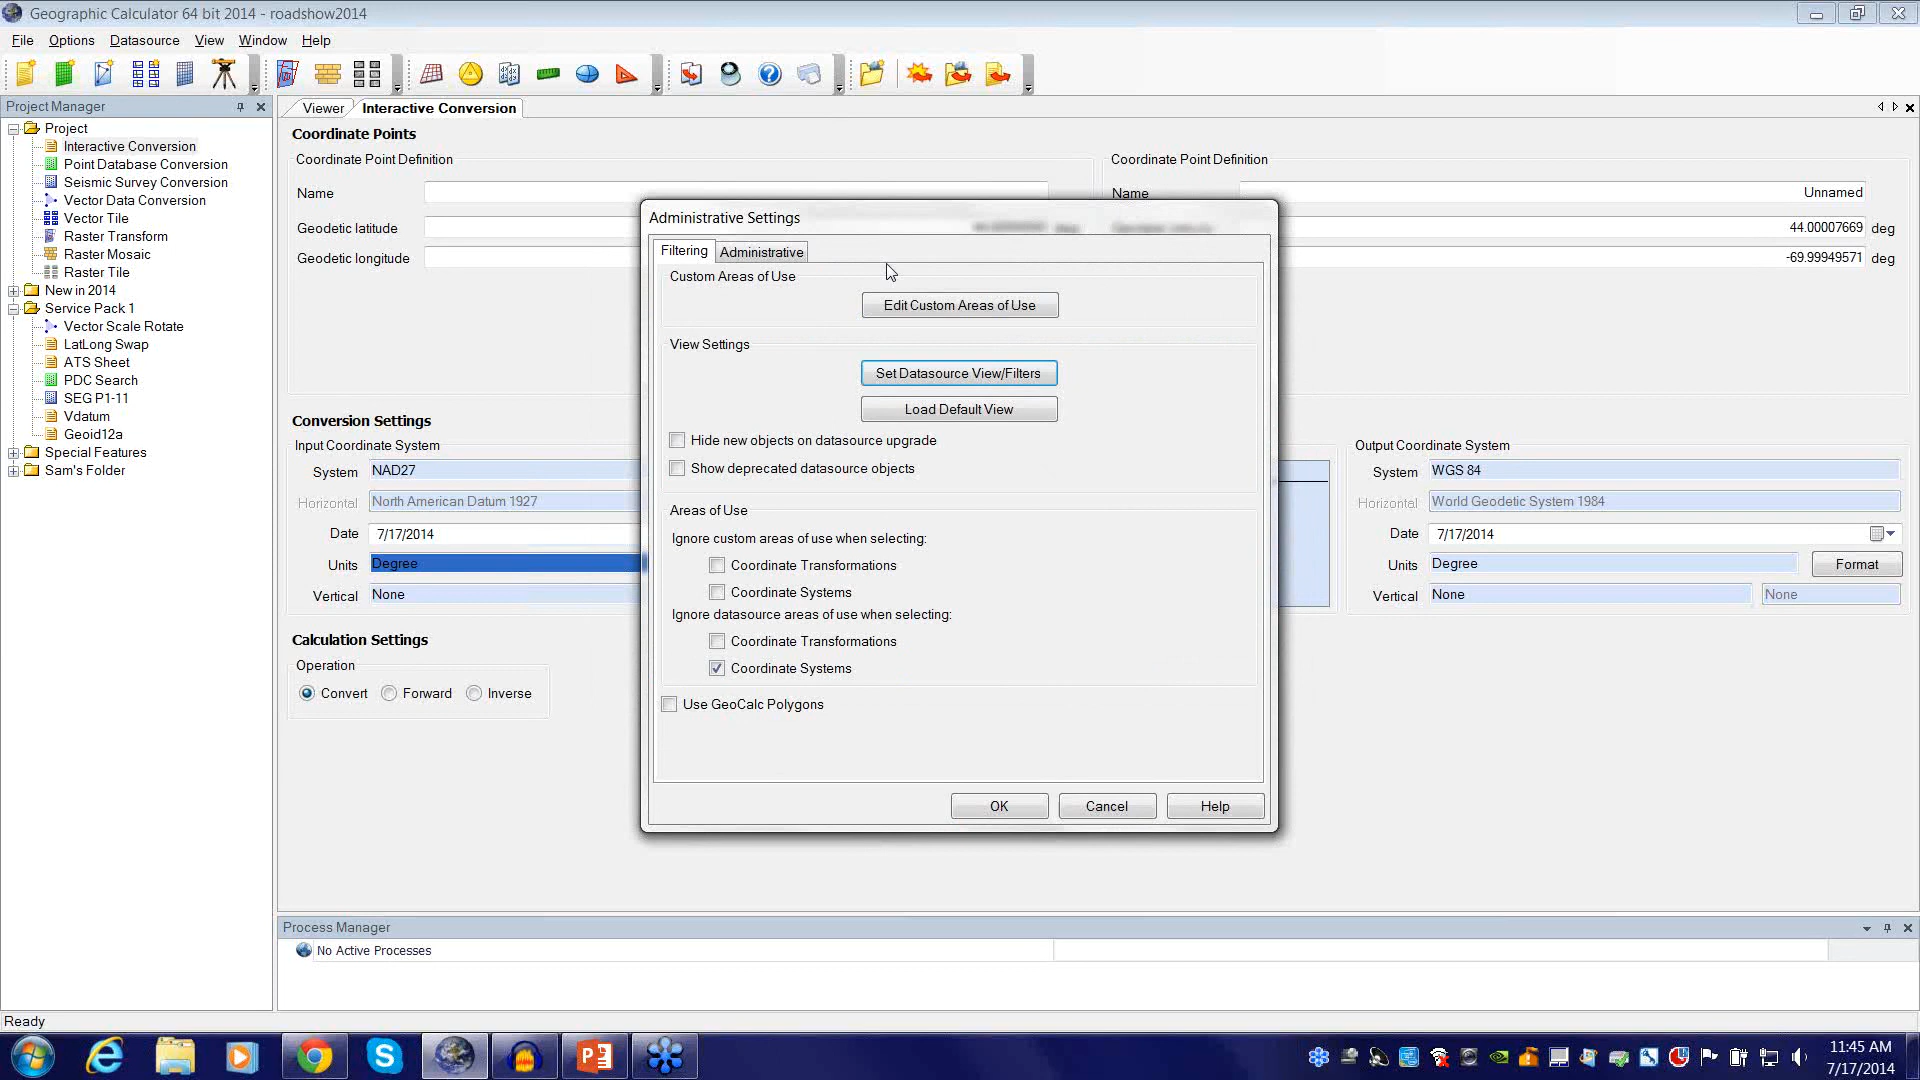 Geographic Calculator 64 bit 2014 - roadshow2014
File Options Datasource View Window Help
Project Manager
Viewer Interactive Conversion
Project
Interactive Conversion
Point Database Conversion
Seismic Survey Conversion
Vector Data Conversion
Vector Tile
Raster Transform
Raster Mosaic
Raster Tile
New in 2014
Service Pack 1
Vector Scale Rotate
LatLong Swap
ATS Sheet
PDC Search
SEG P1-11
Vdatum
Geoid12a
Special Features
Sam's Folder
Coordinate Points
Coordinate Point Definition
Name
Geodetic latitude
Geodetic longitude
Coordinate Point Definition
Name Unnamed
44.00007669 deg
-69.99949571 deg
Conversion Settings
Input Coordinate System
System NAD27
Horizontal North American Datum 1927
Date 7/17/2014
Units Degree
Vertical None
Output Coordinate System
System WGS 84
Horizontal World Geodetic System 1984
Date 7/17/2014
Units Degree Format
Vertical None None
Calculation Settings
Operation
Convert Forward Inverse
Administrative Settings
Filtering Administrative
Custom Areas of Use
Edit Custom Areas of Use
View Settings
Set Datasource View/Filters
Load Default View
Hide new objects on datasource upgrade
Show deprecated datasource objects
Areas of Use
Ignore custom areas of use when selecting:
Coordinate Transformations
Coordinate Systems
Ignore datasource areas of use when selecting:
Coordinate Transformations
Coordinate Systems
Use GeoCalc Polygons
OK Cancel Help
Process Manager
No Active Processes
Ready
11:45 AM
7/17/2014